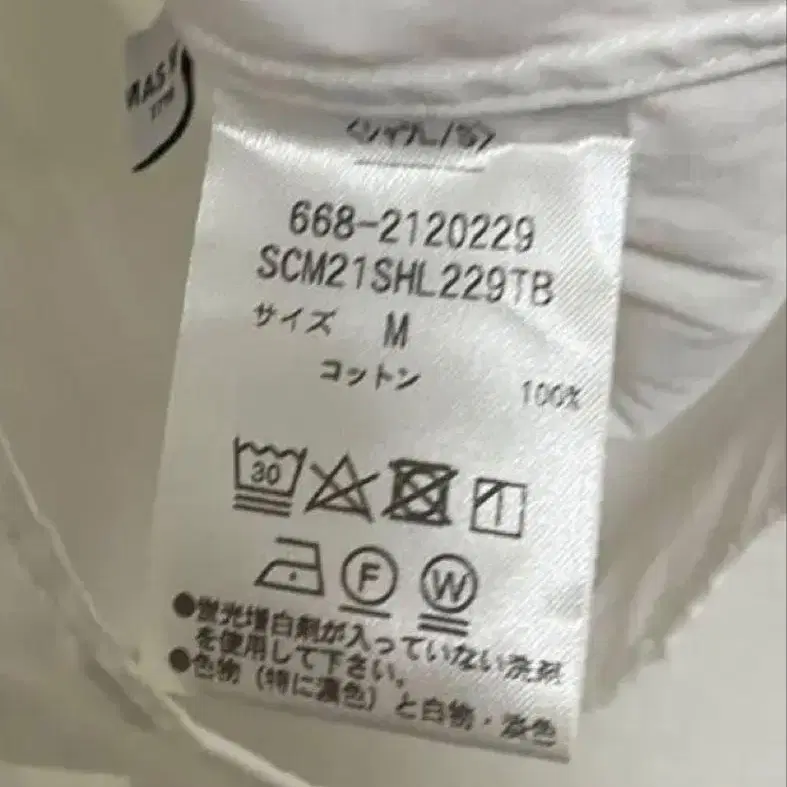 668-2120229
SCM21SHL229TB
サイズ M
コットン 100%
30
F
W
●蛍光増白剤が入っていない洗剤
を使用して下さい。
●色物（特に濃色）と白物・淡色